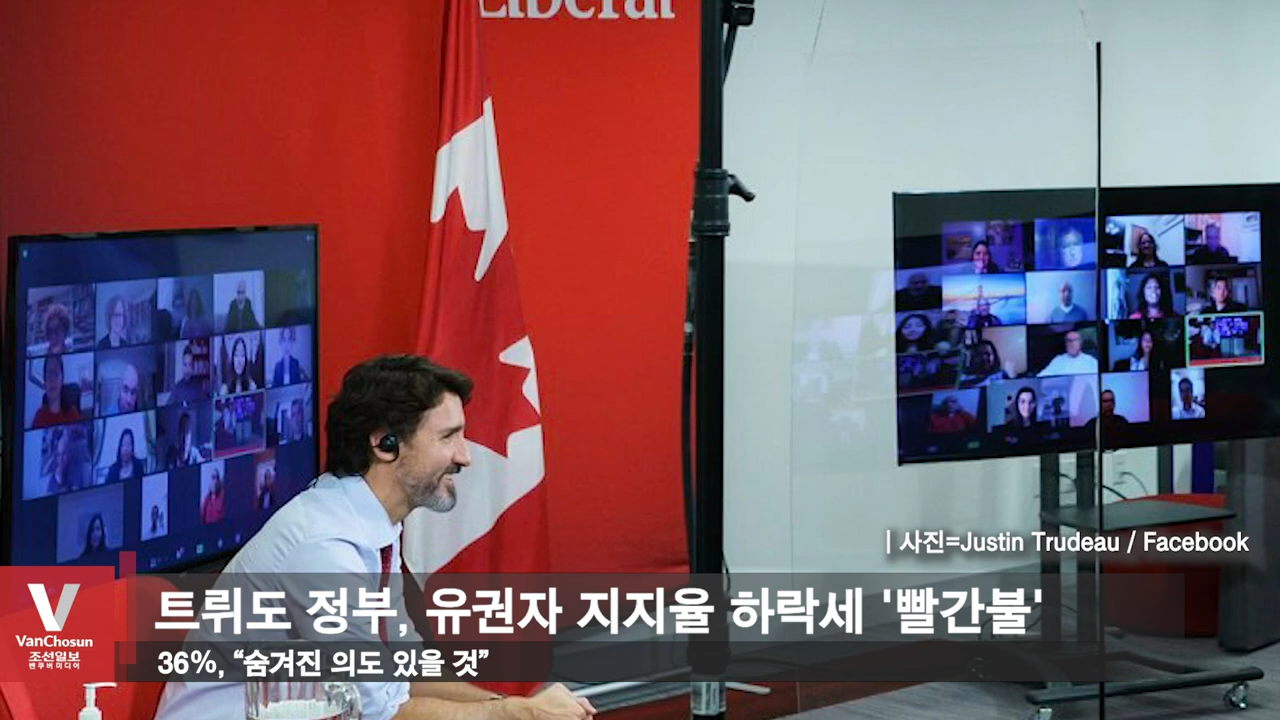 Liberal
| 사진=Justin Trudeau / Facebook
트뤼도 정부, 유권자 지지율 하락세 '빨간불'
36%, “숨겨진 의도 있을 것”
V
VanChosun
조선일보
밴쿠버미디어